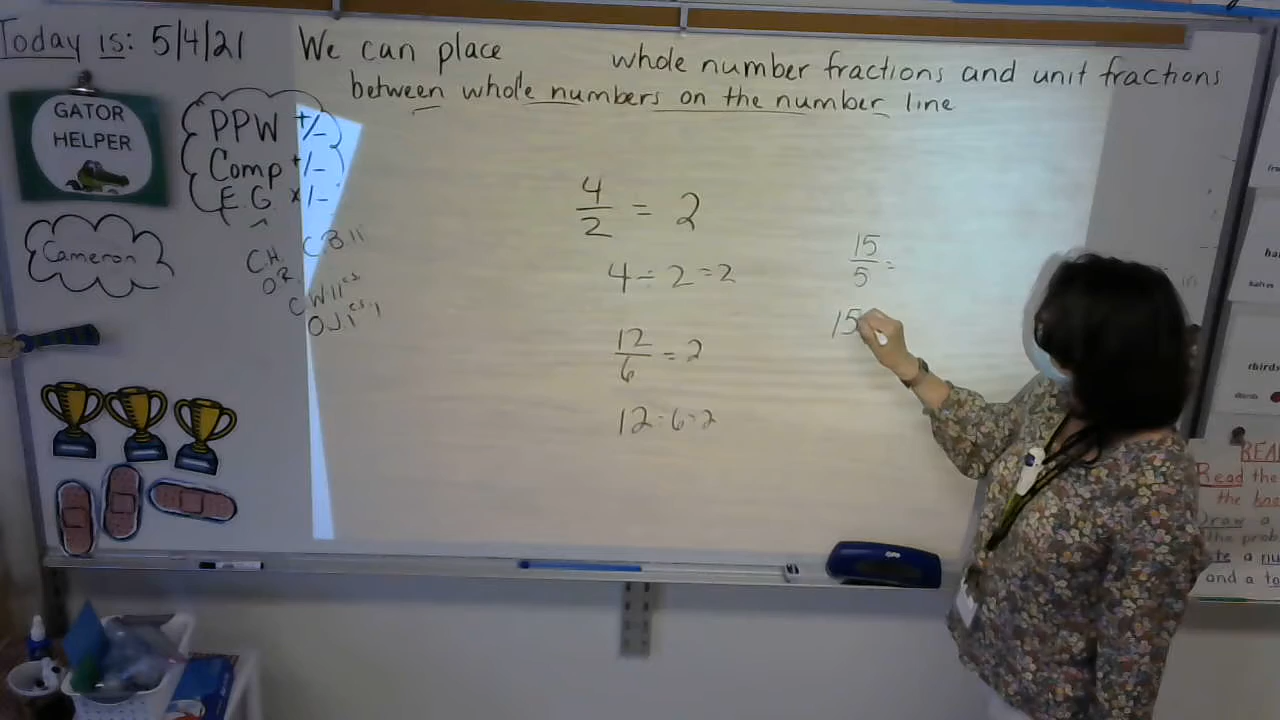 Today is: 5/4/21
We can place whole number fractions and unit fractions
between whole numbers on the number line
GATOR
HELPER
PPW +/-
Comp +/-
E.G. x/-
Cameron
4/2 = 2
4 ÷ 2 = 2
12/6 = 2
12 ÷ 6 = 2
15/5 =
15
Read the